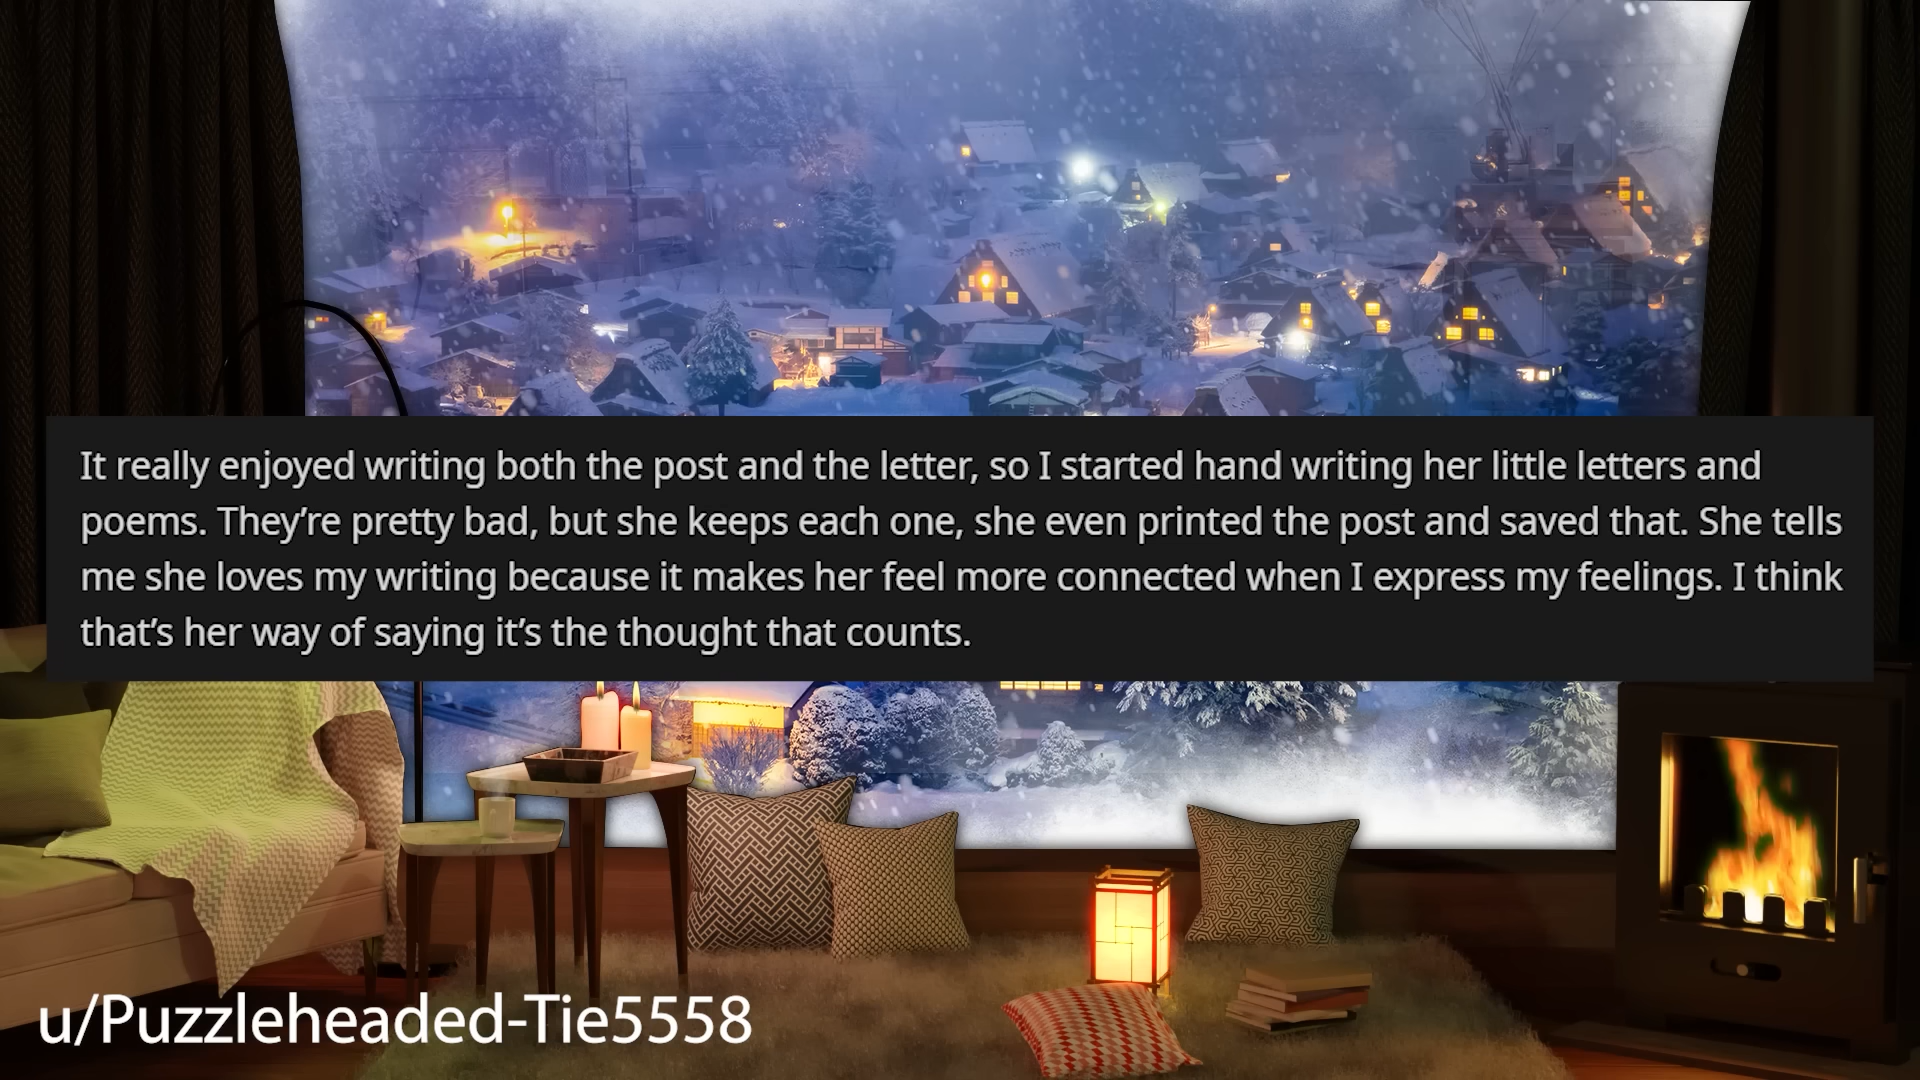 It really enjoyed writing both the post and the letter, so I started hand writing her little letters and
poems. They’re pretty bad, but she keeps each one, she even printed the post and saved that. She tells
me she loves my writing because it makes her feel more connected when I express my feelings. I think
that’s her way of saying it’s the thought that counts.
u/Puzzleheaded-Tie5558